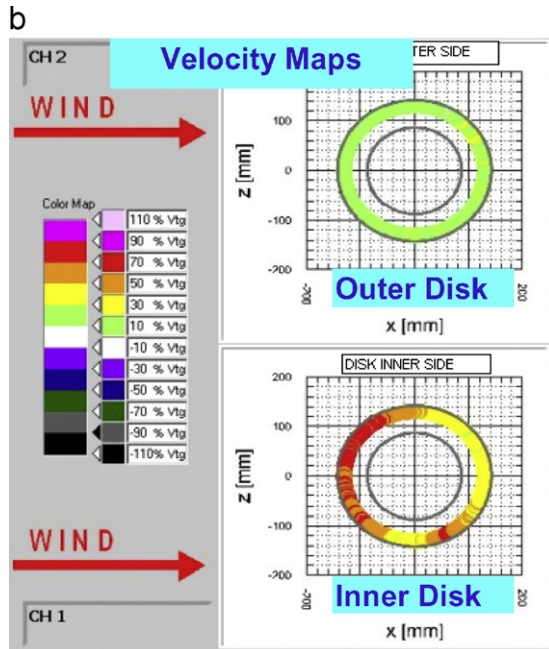 b
CH 2
Velocity Maps
TER SIDE
WIND
z [mm]
100
0
-100
-200
Outer Disk
200
x [mm]
Color Map
110 % Vtg
90 % Vtg
70 % Vtg
50 % Vtg
30 % Vtg
10 % Vtg
-10 % Vtg
-30 % Vtg
-50 % Vtg
-70 % Vtg
-90 % Vtg
-110% Vtg
DISK INNER SIDE
z [mm]
200
100
0
-100
-200
WIND
Inner Disk
200
x [mm]
CH 1